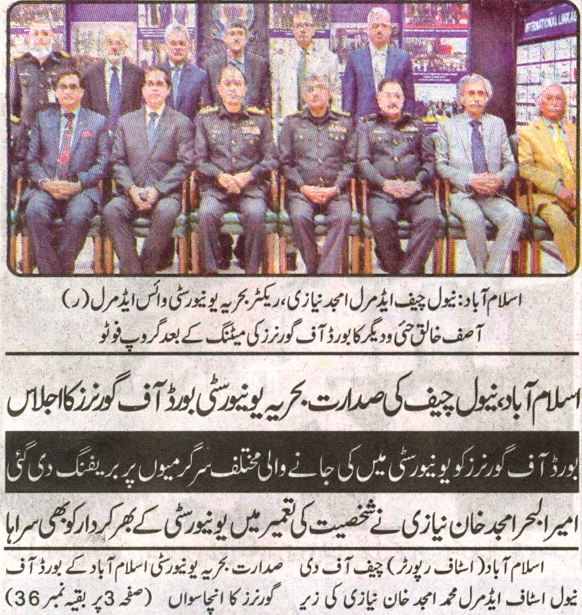 INTERNATIONAL LINKAG
اسلام آباد: نیول چیف ایڈمرل امجد نیازی، ریکٹر بحریہ یونیورسٹی وائس ایڈمرل (ر)
آصف خالق حئی و دیگر کا بورڈ آف گورنرز کی میٹنگ کے بعد گروپ فوٹو
اسلام آباد، نیول چیف کی صدارت بحریہ یونیورسٹی بورڈ آف گورنرز کا اجلاس
بورڈ آف گورنرز کو یونیورسٹی میں کی جانے والی مختلف سرگرمیوں پر بریفنگ دی گئی
امیر البحر امجد خان نیازی نے شخصیت کی تعمیر میں یونیورسٹی کے بھر کردار کو بھی سراہا
اسلام آباد (اسٹاف رپورٹر) چیف آف دی
نیول اسٹاف ایڈمرل محمد امجد خان نیازی کی زیر
صدارت بحریہ یونیورسٹی اسلام آباد کے بورڈ آف
گورنرز کا انچاسواں (صفحہ 3 پر بقیہ نمبر 36)